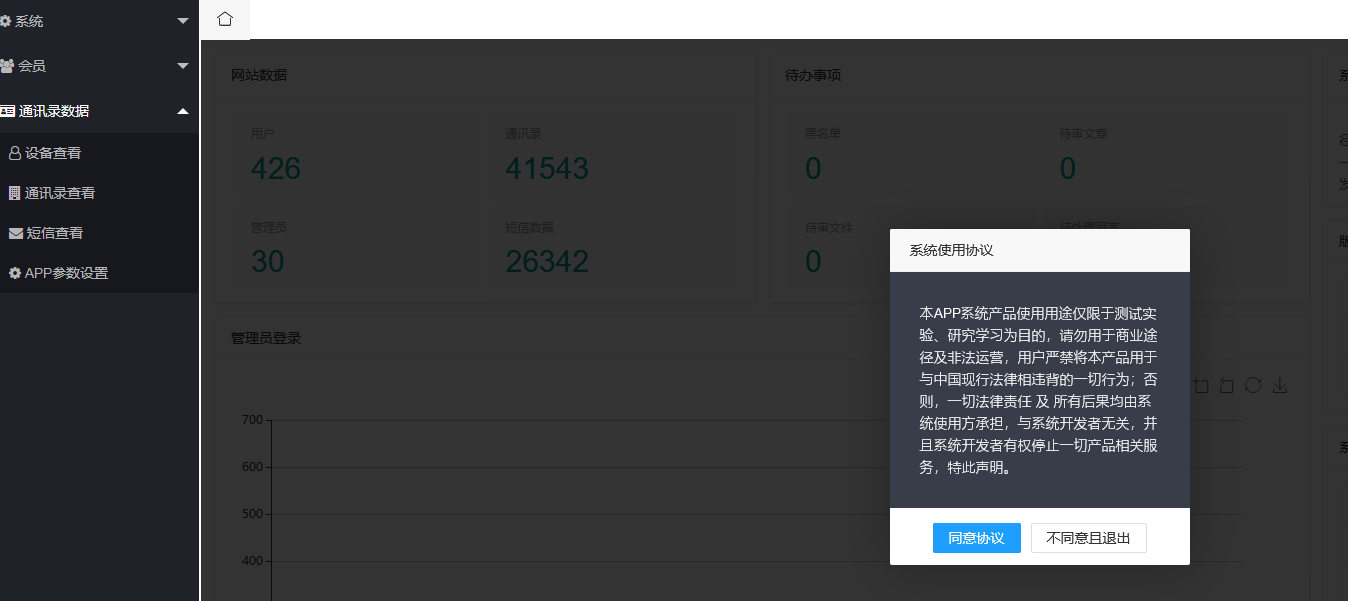 系统
会员
通讯录数据
设备查看
通讯录查看
短信查看
APP参数设置
网站数据
用户
426
通讯录
41543
管理员
30
短信数据
26342
待办事项
黑名单
0
待审文章
0
待审文件
0
管理员登录
700
600
500
400
系统使用协议
本APP系统产品使用用途仅限于测试实
验、研究学习为目的，请勿用于商业途
径及非法运营，用户严禁将本产品用于
与中国现行法律相违背的一切行为；否
则，一切法律责任 及 所有后果均由系
统使用方承担，与系统开发者无关，并
且系统开发者有权停止一切产品相关服
务，特此声明。
同意协议
不同意且退出